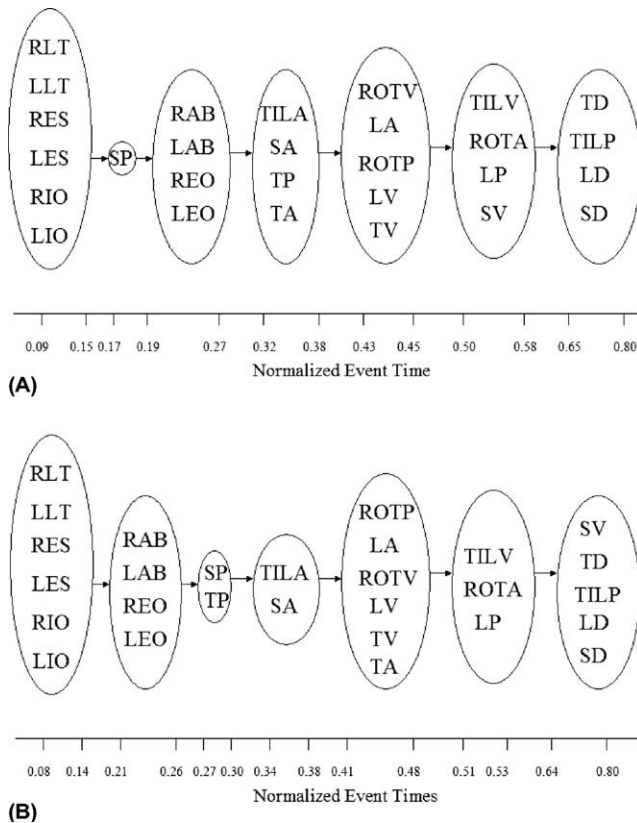 RLT
LLT
RES
LES
RIO
LIO
SP
RAB
LAB
REO
LEO
TILA
SA
TP
TA
ROTV
LA
ROTP
LV
TV
TILV
ROTA
LP
SV
TD
TILP
LD
SD
0.09 0.15 0.17 0.19 0.27 0.32 0.38 0.43 0.45 0.50 0.58 0.65 0.80
Normalized Event Time
(A)
RLT
LLT
RES
LES
RIO
LIO
RAB
LAB
REO
LEO
SP
TP
TILA
SA
ROTP
LA
ROTV
LV
TV
TA
TILV
ROTA
LP
SV
TD
TILP
LD
SD
0.08 0.14 0.21 0.26 0.27 0.30 0.34 0.38 0.41 0.48 0.51 0.53 0.64 0.80
Normalized Event Times
(B)